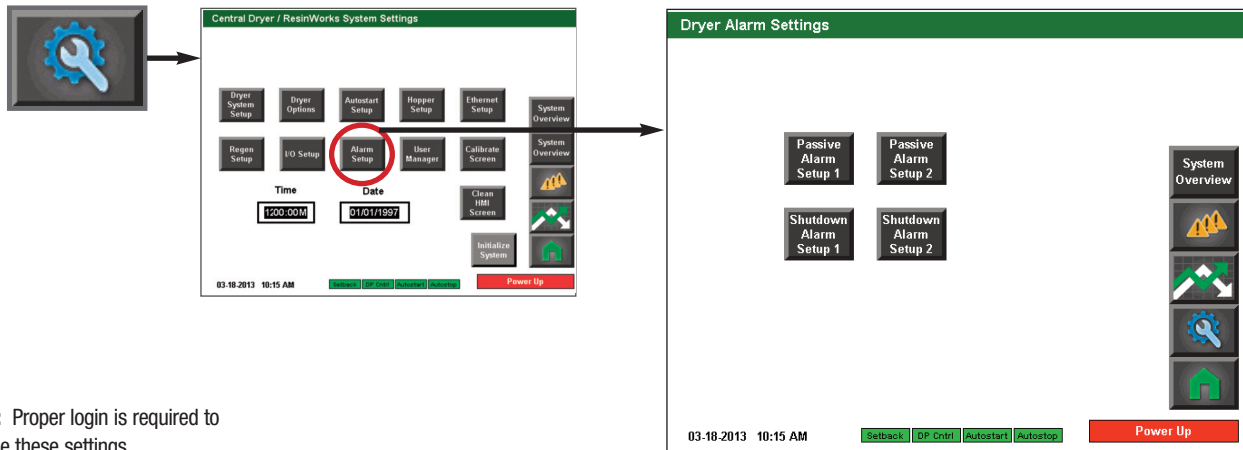 Central Dryer / ResinWorks System Settings
Dryer
System
Setup
Dryer
Options
Autostart
Setup
Hopper
Setup
Ethernet
Setup
System
Overview
Regen
Setup
I/O Setup
Alarm
Setup
User
Manager
Calibrate
Screen
System
Overview
Time
Date
1200:00M
01/01/1997
Clean
HMI
Screen
Initialize
System
03-18-2013 10:15 AM
Setback
DP Cntrl
Autostart
Autostop
Power Up
Dryer Alarm Settings
Passive
Alarm
Setup 1
Passive
Alarm
Setup 2
Shutdown
Alarm
Setup 1
Shutdown
Alarm
Setup 2
System
Overview
03-18-2013 10:15 AM
Setback
DP Cntrl
Autostart
Autostop
Power Up
: Proper login is required to
e these settings